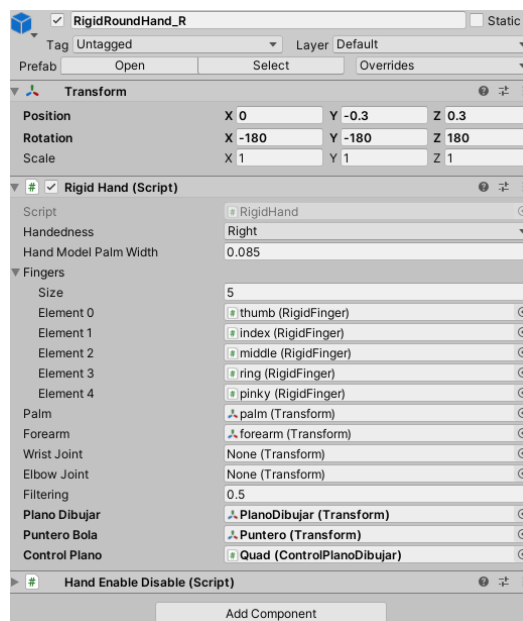 RigidRoundHand_R Static
Tag Untagged Layer Default
Prefab Open Select Overrides
Transform
Position X 0 Y -0.3 Z 0.3
Rotation X -180 Y -180 Z 180
Scale X 1 Y 1 Z 1
# Rigid Hand (Script)
Script # RigidHand
Handedness Right
Hand Model Palm Width 0.085
Fingers
Size 5
Element 0 # thumb (RigidFinger)
Element 1 # index (RigidFinger)
Element 2 # middle (RigidFinger)
Element 3 # ring (RigidFinger)
Element 4 # pinky (RigidFinger)
Palm palm (Transform)
Forearm forearm (Transform)
Wrist Joint None (Transform)
Elbow Joint None (Transform)
Filtering 0.5
Plano Dibujar PlanoDibujar (Transform)
Puntero Bola Puntero (Transform)
Control Plano # Quad (ControlPlanoDibujar)
# Hand Enable Disable (Script)
Add Component